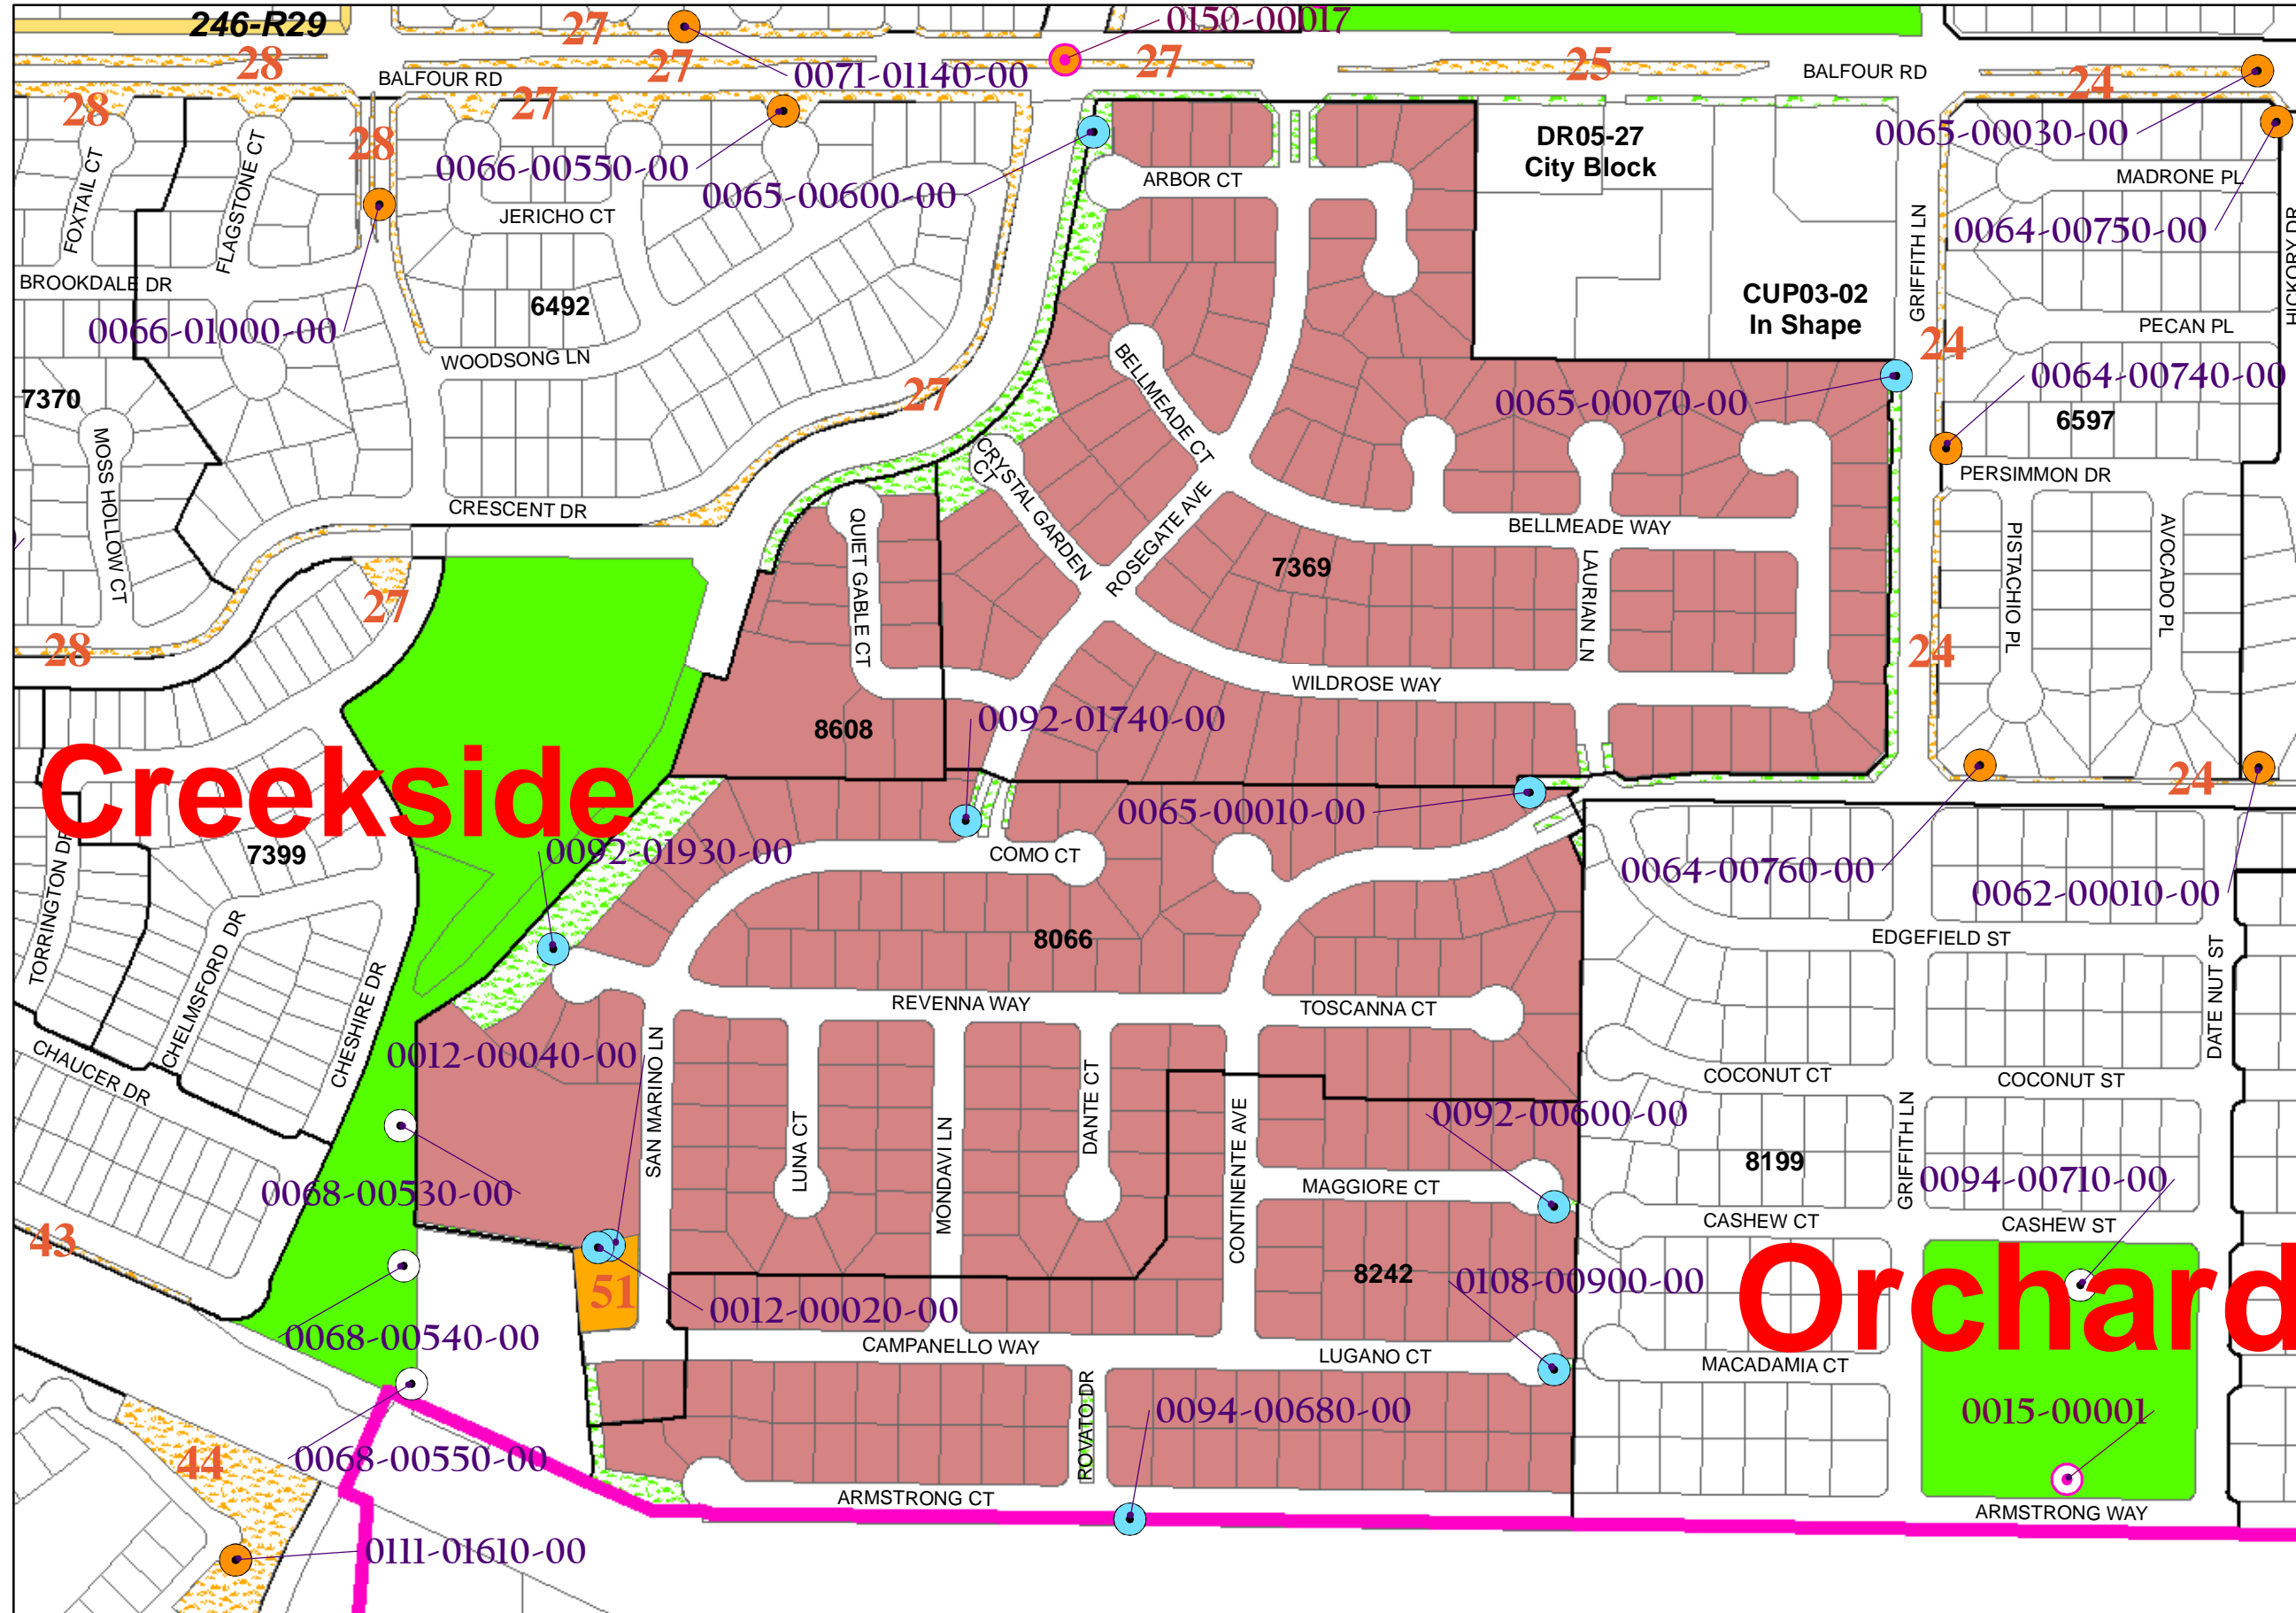 246-R29
27
0150-00017
28
27
27
25
24
BALFOUR RD
0071-01140-00
BALFOUR RD
28
27
28
0065-00030-00
DR05-27
City Block
0066-00550-00
0065-00600-00
ARBOR CT
MADRONE PL
FOXTAIL CT
FLAGSTONE CT
JERICHO CT
0064-00750-00
HICKORY DR
GRIFFITH LN
BROOKDALE DR
6492
CUP03-02
In Shape
0066-01000-00
WOODSONG LN
PECAN PL
24
7370
27
BELLMEADE CT
0065-00070-00
0064-00740-00
6597
MOSS HOLLOW CT
CRYSTAL GARDEN
CT
PERSIMMON DR
CRESCENT DR
QUIET GABLE CT
ROSEGATE AVE
BELLMEADE WAY
7369
LAURIAN LN
PISTACHIO PL
AVOCADO PL
27
28
24
WILDROSE WAY
8608
0092-01740-00
Creekside
24
0065-00010-00
7399
0092-01930-00
COMO CT
0064-00760-00
0062-00010-00
TORRINGTON DR
CHELMSFORD DR
CHESHIRE DR
8066
EDGEFIELD ST
DATE NUT ST
REVENNA WAY
TOSCANNA CT
CHAUCER DR
0012-00040-00
SAN MARINO LN
LUNA CT
MONDAVI LN
DANTE CT
CONTINENTE AVE
COCONUT CT
COCONUT ST
0092-00600-00
GRIFFITH LN
8199
0068-00530-00
MAGGIORE CT
0094-00710-00
CASHEW CT
CASHEW ST
43
51
8242
0108-00900-00
Orchard
0012-00020-00
0068-00540-00
CAMPANELLO WAY
LUGANO CT
MACADAMIA CT
ROVATO DR
0094-00680-00
0015-00001
44
0068-00550-00
ARMSTRONG CT
ARMSTRONG WAY
0111-01610-00